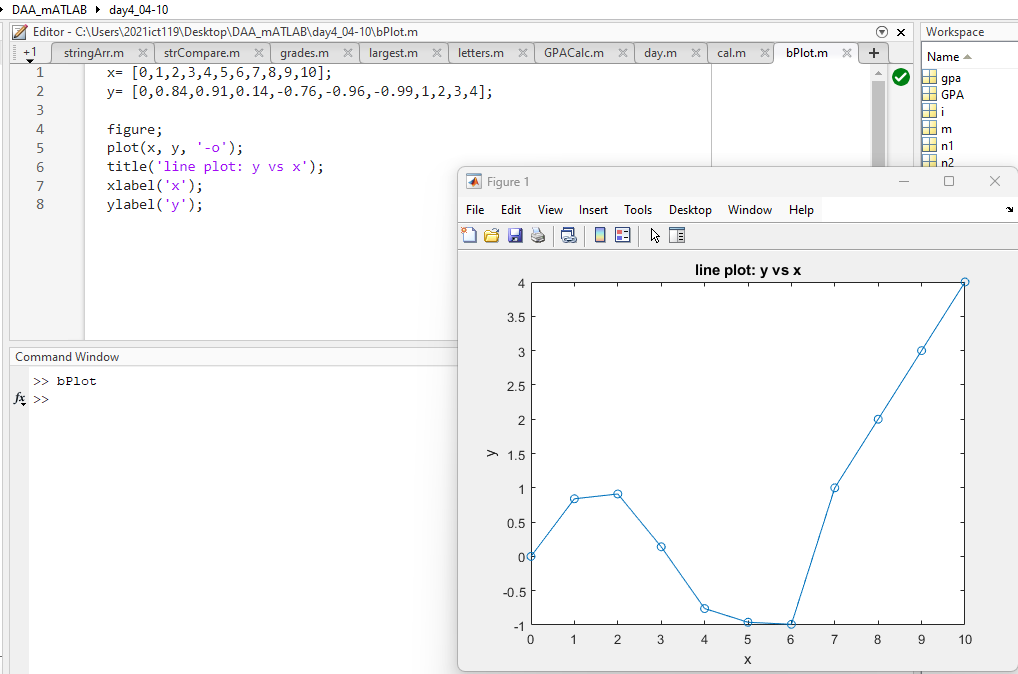 DAA_mATLAB ▸ day4_04-10
Editor - C:\Users\2021ict119\Desktop\DAA_mATLAB\day4_04-10\bPlot.m
+1 stringArr.m strCompare.m grades.m largest.m letters.m GPACalc.m day.m cal.m bPlot.m +
1 x= [0,1,2,3,4,5,6,7,8,9,10];
2 y= [0,0.84,0.91,0.14,-0.76,-0.96,-0.99,1,2,3,4];
3
4 figure;
5 plot(x, y, '-o');
6 title('line plot: y vs x');
7 xlabel('x');
8 ylabel('y');
Workspace
Name
gpa
GPA
i
m
n1
n2
Command Window
>> bPlot
fx >>
Figure 1
File Edit View Insert Tools Desktop Window Help
line plot: y vs x
4
3.5
3
2.5
2
1.5
1
0.5
0
-0.5
-1
y
0 1 2 3 4 5 6 7 8 9 10
x